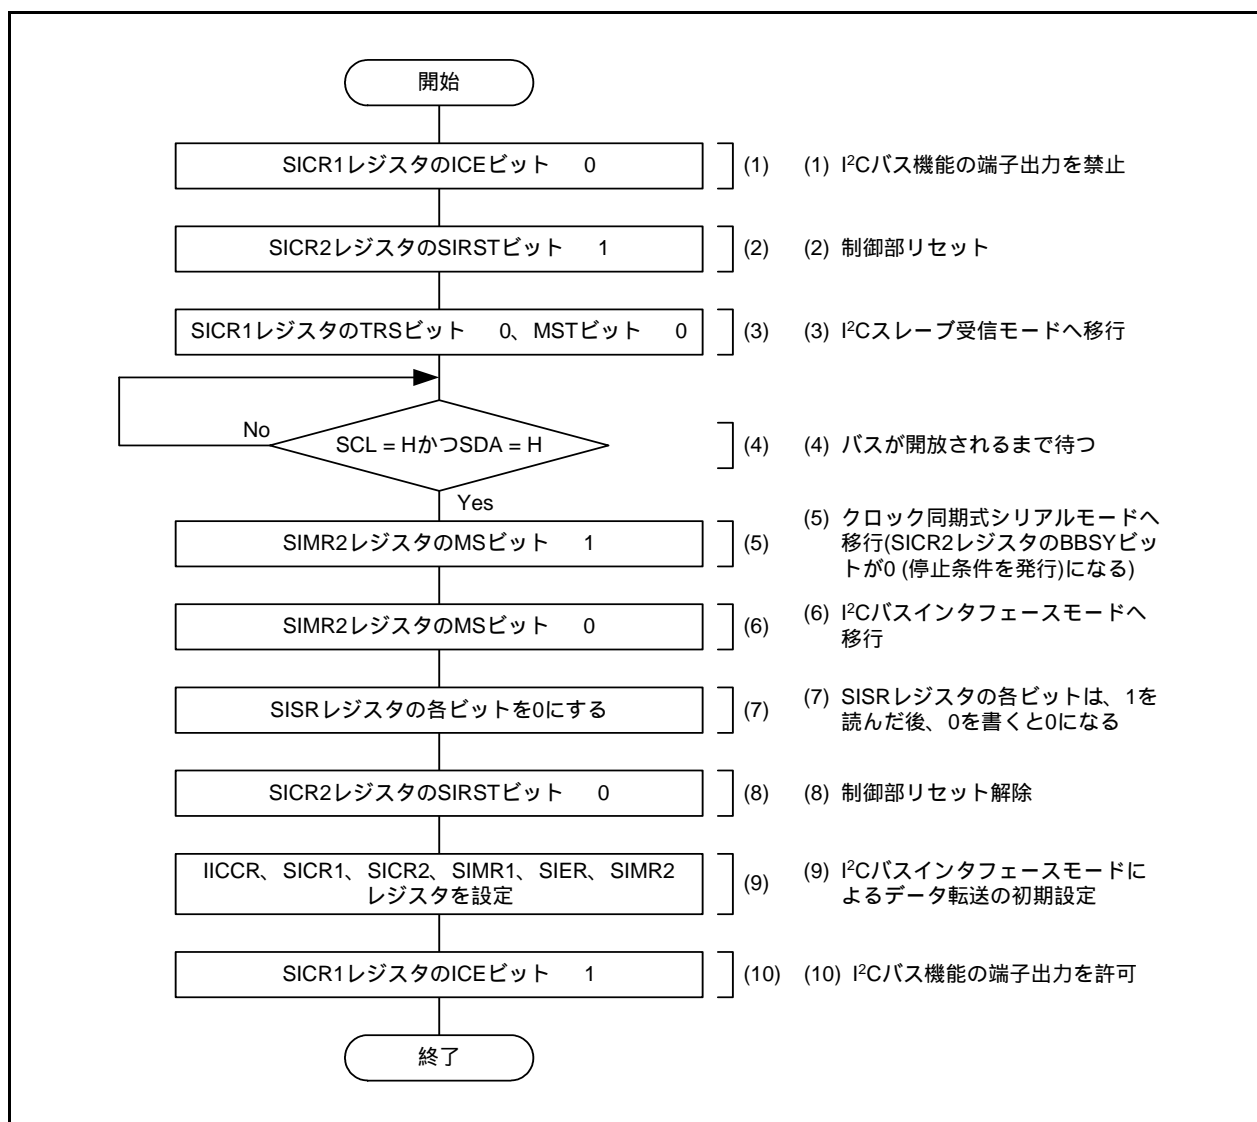 開始
SICR1レジスタのICEビット 0
(1)
(1) I²Cバス機能の端子出力を禁止
SICR2レジスタのSIRSTビット 1
(2)
(2) 制御部リセット
SICR1レジスタのTRSビット 0、MSTビット 0
(3)
(3) I²Cスレーブ受信モードへ移行
No
SCL = HかつSDA = H
(4)
(4) バスが開放されるまで待つ
Yes
SIMR2レジスタのMSビット 1
(5)
(5) クロック同期式シリアルモードへ
移行(SICR2レジスタのBBSYビッ
トが0 (停止条件を発行)になる)
SIMR2レジスタのMSビット 0
(6)
(6) I²Cバスインタフェースモードへ
移行
SISRレジスタの各ビットを0にする
(7)
(7) SISRレジスタの各ビットは、1を
読んだ後、0を書くと0になる
SICR2レジスタのSIRSTビット 0
(8)
(8) 制御部リセット解除
IICCR、SICR1、SICR2、SIMR1、SIER、SIMR2
レジスタを設定
(9)
(9) I²Cバスインタフェースモードに
よるデータ転送の初期設定
SICR1レジスタのICEビット 1
(10)
(10) I²Cバス機能の端子出力を許可
終了